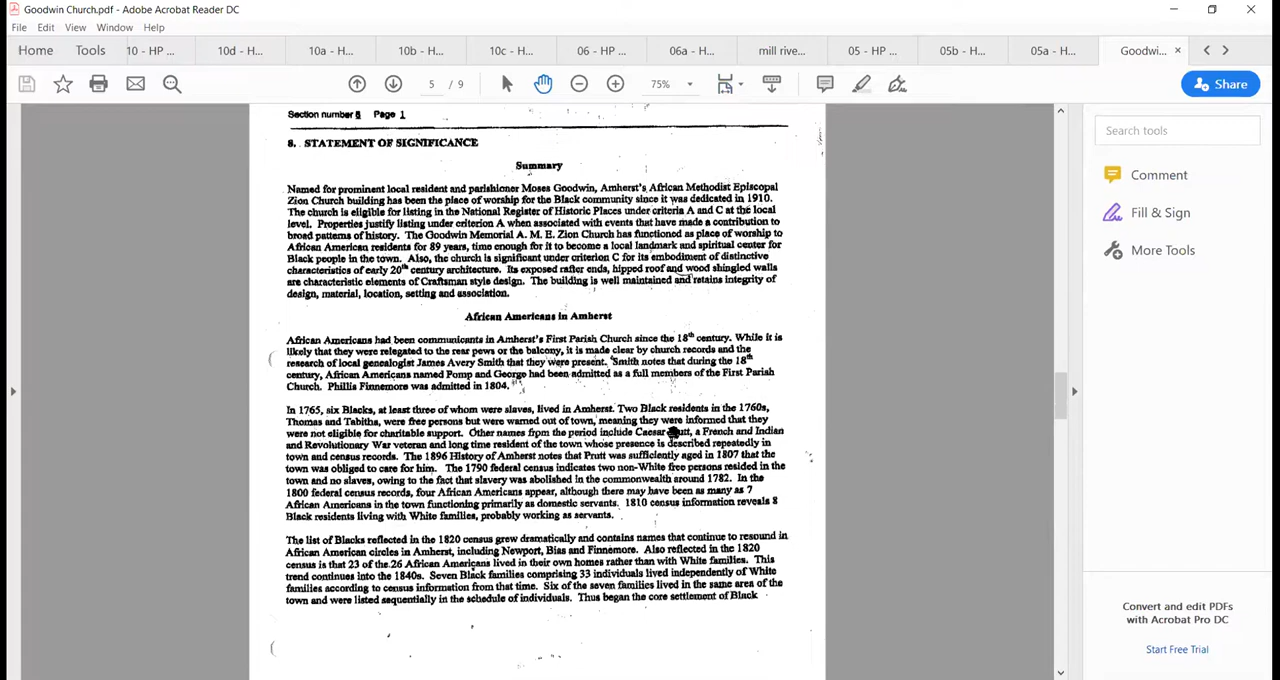 Goodwin Church.pdf - Adobe Acrobat Reader DC
File Edit View Window Help
Home Tools 10 - HP ... 10d - H... 10a - H... 10b - H... 10c - H... 06 - HP ... 06a - H... mill rive... 05 - HP ... 05b - H... 05a - H... Goodwi... ×
5 / 9 75% Share
Section number 8 Page 1
8. STATEMENT OF SIGNIFICANCE
Summary
Named for prominent local resident and parishioner Moses Goodwin, Amherst's African Methodist Episcopal
Zion Church building has been the place of worship for the Black community since it was dedicated in 1910.
The church is eligible for listing in the National Register of Historic Places under criteria A and C at the local
level. Properties justify listing under criterion A when associated with events that have made a contribution to
broad patterns of history. The Goodwin Memorial A. M. E. Zion Church has functioned as place of worship to
African American residents for 89 years, time enough for it to become a local landmark and spiritual center for
Black people in the town. Also, the church is significant under criterion C for its embodiment of distinctive
characteristics of early 20th century architecture. Its exposed rafter ends, hipped roof and wood shingled walls
are characteristic elements of Craftsman style design. The building is well maintained and retains integrity of
design, material, location, setting and association.
African Americans in Amherst
African Americans had been communicants in Amherst's First Parish Church since the 18th century. While it is
likely that they were relegated to the rear pews or the balcony, it is made clear by church records and the
research of local genealogist James Avery Smith that they were present. Smith notes that during the 18th
century, African Americans named Pomp and George had been admitted as a full members of the First Parish
Church. Phillis Finnemore was admitted in 1804.
In 1765, six Blacks, at least three of whom were slaves, lived in Amherst. Two Black residents in the 1760s,
Thomas and Tabitha, were free persons but were warned out of town, meaning they were informed that they
were not eligible for charitable support. Other names from the period include Caesar a French and Indian
and Revolutionary War veteran and long time resident of the town whose presence is described repeatedly in
town and census records. The 1896 History of Amherst notes that Prutt was sufficiently aged in 1807 that the
town was obliged to care for him. The 1790 federal census indicates two non-White free persons resided in the
town and no slaves, owing to the fact that slavery was abolished in the commonwealth around 1782. In the
1800 federal census records, four African Americans appear, although there may have been as many as 7
African Americans in the town functioning primarily as domestic servants. 1810 census information reveals 8
Black residents living with White families, probably working as servants.
The list of Blacks reflected in the 1820 census grew dramatically and contains names that continue to resound in
African American circles in Amherst, including Newport, Bias and Finnemore. Also reflected in the 1820
census is that 23 of the 26 African Americans lived in their own homes rather than with White families. This
trend continues into the 1840s. Seven Black families comprising 33 individuals lived independently of White
families according to census information from that time. Six of the seven families lived in the same area of the
town and were listed sequentially in the schedule of individuals. Thus began the core settlement of Black
Search tools
Comment
Fill & Sign
More Tools
Convert and edit PDFs
with Acrobat Pro DC
Start Free Trial